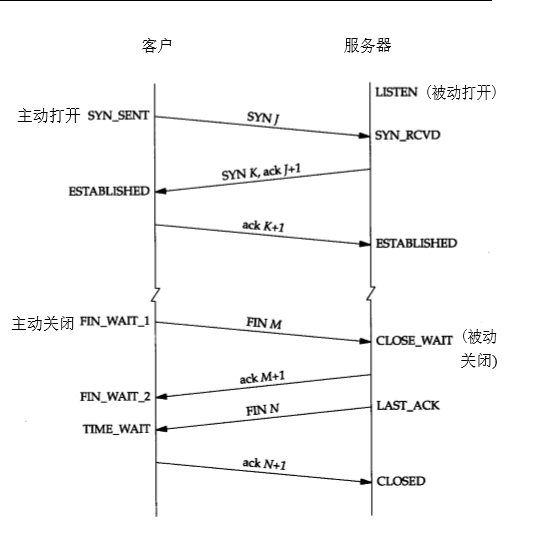 客户 服务器
LISTEN (被动打开)
主动打开 SYN_SENT
SYN J
SYN_RCVD
SYN K, ack J+1
ESTABLISHED
ack K+1
ESTABLISHED
主动关闭 FIN_WAIT_1
FIN M
CLOSE_WAIT (被动
关闭)
ack M+1
FIN_WAIT_2
FIN N
LAST_ACK
TIME_WAIT
ack N+1
CLOSED